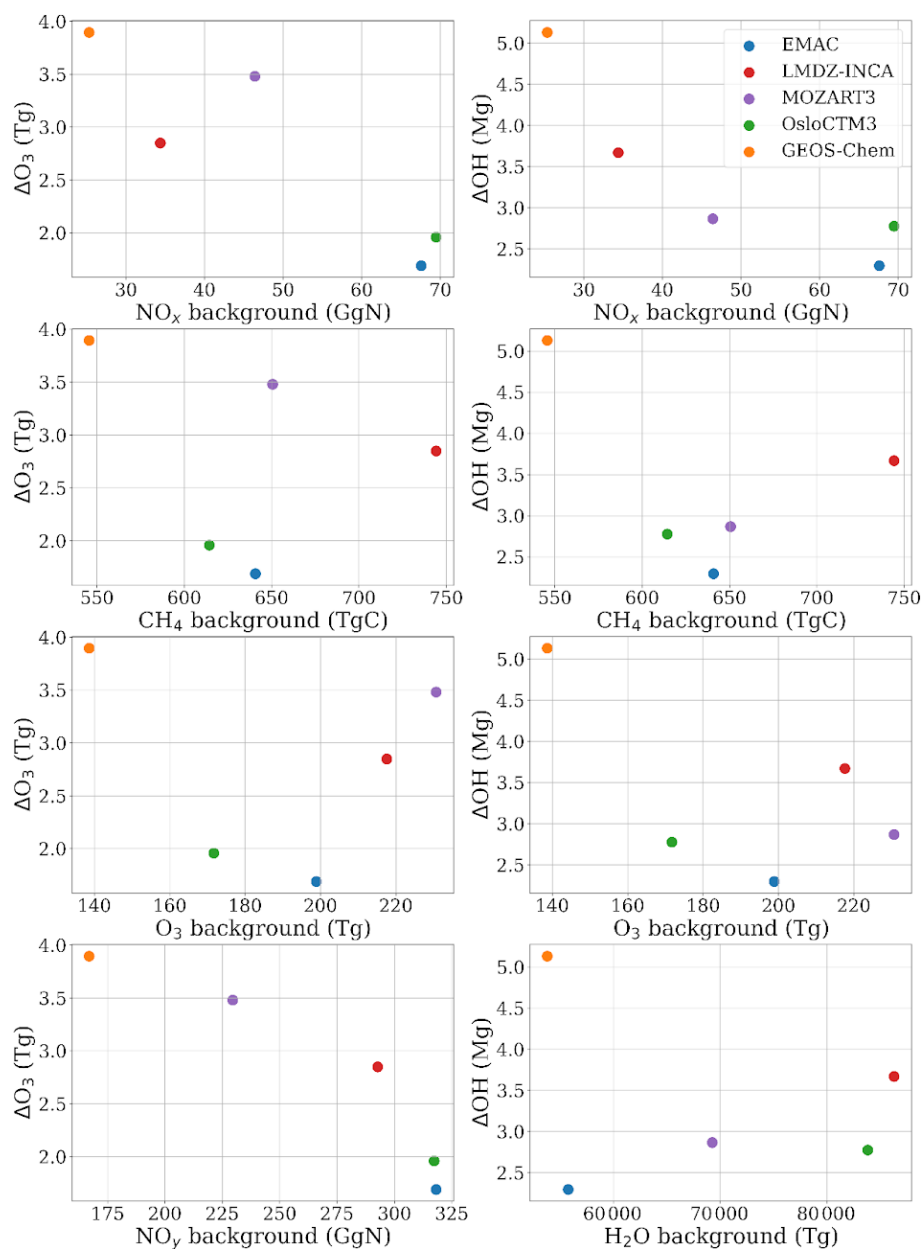 4.0
3.5
3.0
2.5
2.0
ΔO₃ (Tg)
30 40 50 60 70
NOₓ background (GgN)
5.0
4.5
4.0
3.5
3.0
2.5
ΔOH (Mg)
EMAC
LMDZ-INCA
MOZART3
OsloCTM3
GEOS-Chem
30 40 50 60 70
NOₓ background (GgN)
4.0
3.5
3.0
2.5
2.0
ΔO₃ (Tg)
550 600 650 700 750
CH₄ background (TgC)
5.0
4.5
4.0
3.5
3.0
2.5
ΔOH (Mg)
550 600 650 700 750
CH₄ background (TgC)
4.0
3.5
3.0
2.5
2.0
ΔO₃ (Tg)
140 160 180 200 220
O₃ background (Tg)
5.0
4.5
4.0
3.5
3.0
2.5
ΔOH (Mg)
140 160 180 200 220
O₃ background (Tg)
4.0
3.5
3.0
2.5
2.0
ΔO₃ (Tg)
175 200 225 250 275 300 325
NO_y background (GgN)
5.0
4.5
4.0
3.5
3.0
2.5
ΔOH (Mg)
60000 70000 80000
H₂O background (Tg)